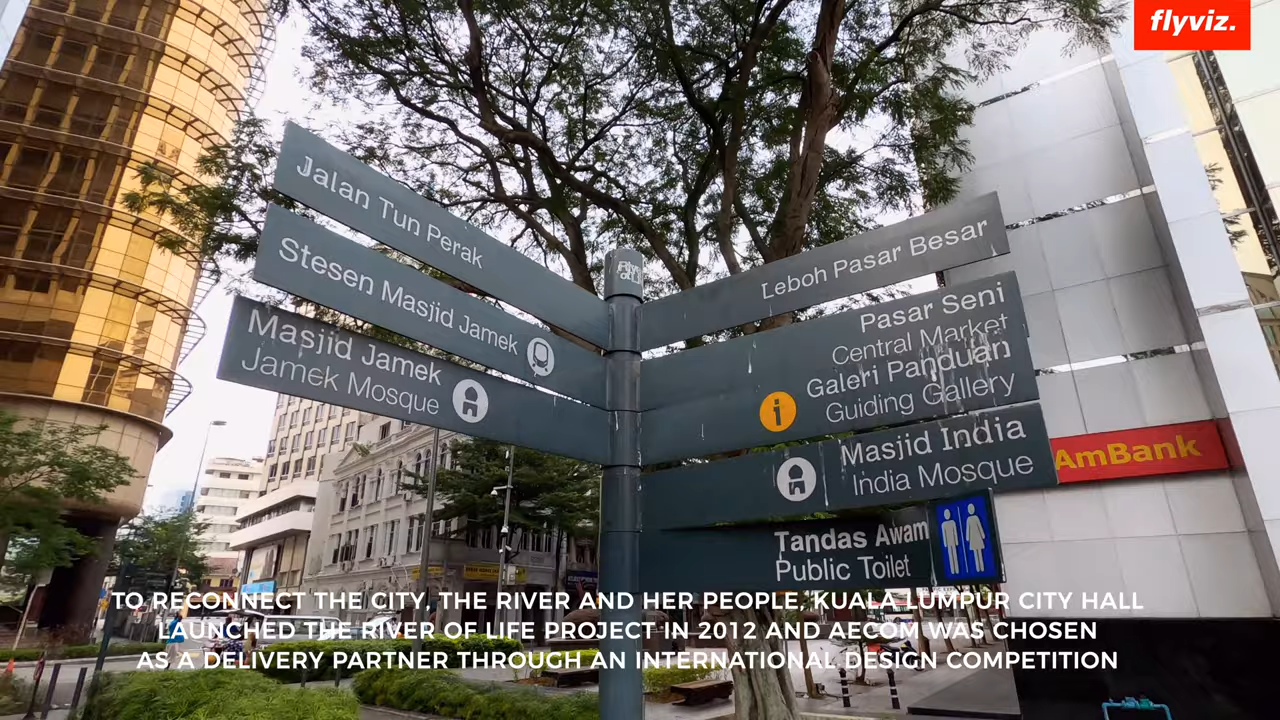 flyviz.
Jalan Tun Perak
Stesen Masjid Jamek
Masjid Jamek
Jamek Mosque
Leboh Pasar Besar
Pasar Seni
Central Market
Galeri Panduan
Guiding Gallery
Masjid India
India Mosque
Tandas Awam
Public Toilet
AmBank
TO RECONNECT THE CITY, THE RIVER AND HER PEOPLE, KUALA LUMPUR CITY HALL
LAUNCHED THE RIVER OF LIFE PROJECT IN 2012 AND AECOM WAS CHOSEN
AS A DELIVERY PARTNER THROUGH AN INTERNATIONAL DESIGN COMPETITION